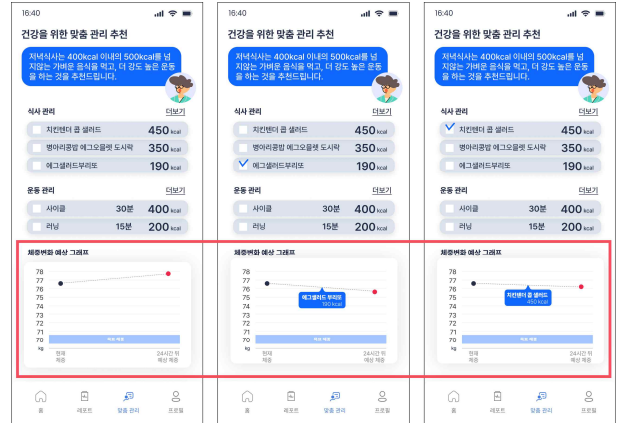 16:40
건강을 위한 맞춤 관리 추천
저녁식사는 400kcal 이내의 500kcal를 넘
지않는 가벼운 음식을 먹고, 더 강도 높은 운동
을 하는 것을 추천드립니다.
식사 관리 더보기
치킨텐더 콥 샐러드 450 kcal
병아리콩밥 에그오믈렛 도시락 350 kcal
에그샐러드부리또 190 kcal
운동 관리 더보기
사이클 30분 400 kcal
러닝 15분 200 kcal
체중변화 예상 그래프
78
77
76
75
74
73
72
71
70
kg
목표 체중
현재
체중
24시간 뒤
예상 체중
홈 레포트 맞춤 관리 프로필
16:40
건강을 위한 맞춤 관리 추천
저녁식사는 400kcal 이내의 500kcal를 넘
지않는 가벼운 음식을 먹고, 더 강도 높은 운동
을 하는 것을 추천드립니다.
식사 관리 더보기
치킨텐더 콥 샐러드 450 kcal
병아리콩밥 에그오믈렛 도시락 350 kcal
에그샐러드부리또 190 kcal
운동 관리 더보기
사이클 30분 400 kcal
러닝 15분 200 kcal
체중변화 예상 그래프
78
77
76
75
74
73
72
71
70
kg
에그샐러드 부리또
190 kcal
목표 체중
현재
체중
24시간 뒤
예상 체중
홈 레포트 맞춤 관리 프로필
16:40
건강을 위한 맞춤 관리 추천
저녁식사는 400kcal 이내의 500kcal를 넘
지않는 가벼운 음식을 먹고, 더 강도 높은 운동
을 하는 것을 추천드립니다.
식사 관리 더보기
치킨텐더 콥 샐러드 450 kcal
병아리콩밥 에그오믈렛 도시락 350 kcal
에그샐러드부리또 190 kcal
운동 관리 더보기
사이클 30분 400 kcal
러닝 15분 200 kcal
체중변화 예상 그래프
78
77
76
75
74
73
72
71
70
kg
치킨텐더 콥 샐러드
450 kcal
목표 체중
현재
체중
24시간 뒤
예상 체중
홈 레포트 맞춤 관리 프로필